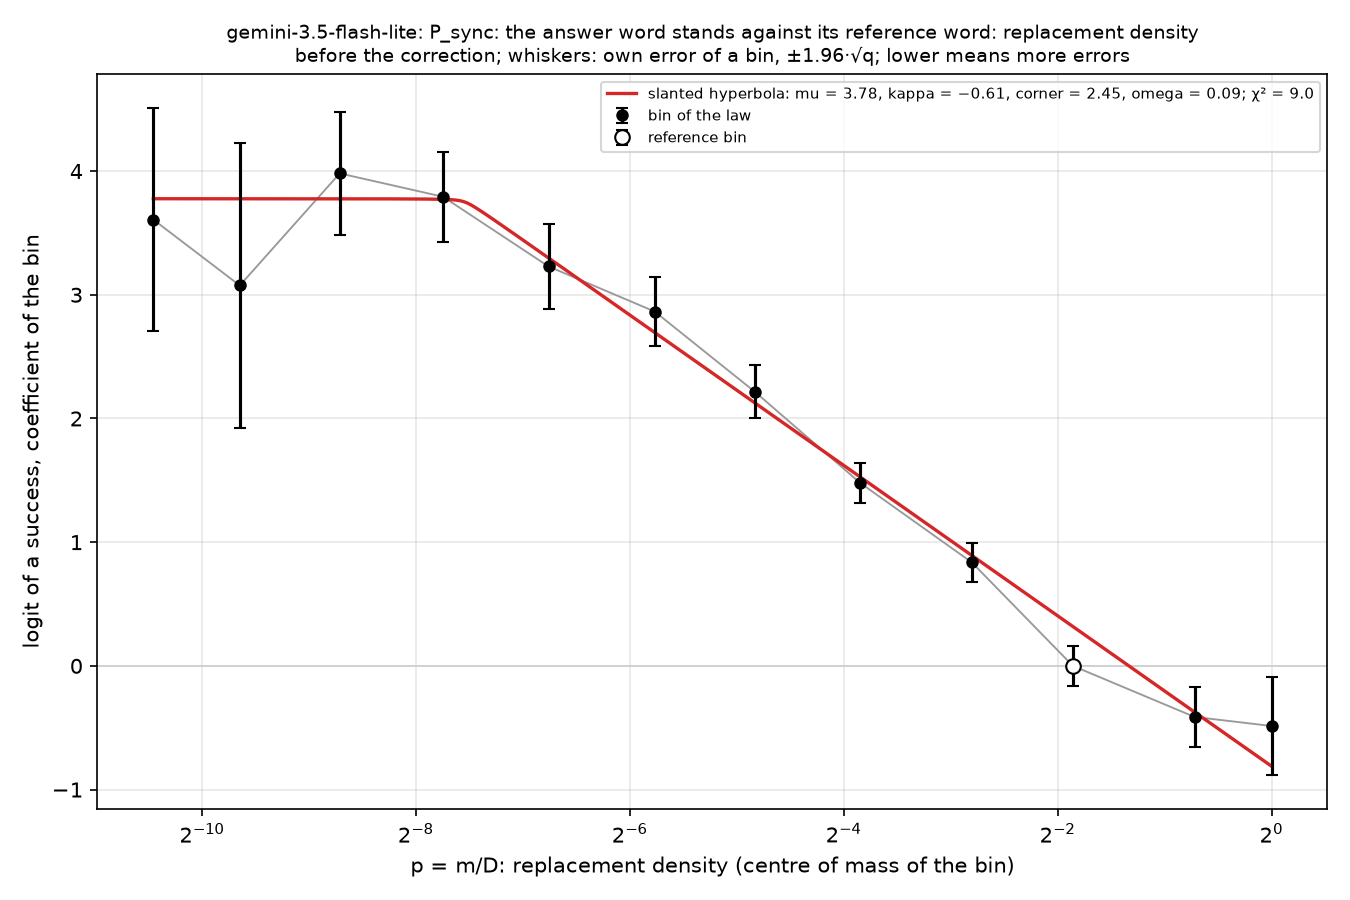 gemini-3.5-flash-lite: P_sync: the answer word stands against its reference word: replacement density
before the correction; whiskers: own error of a bin, ±1.96·√q; lower means more errors
slanted hyperbola: mu = 3.78, kappa = −0.61, corner = 2.45, omega = 0.09; χ² = 9.0
bin of the law
reference bin
logit of a success, coefficient of the bin
4
3
2
1
0
−1
2⁻¹⁰ 2⁻⁸ 2⁻⁶ 2⁻⁴ 2⁻² 2⁰
p = m/D: replacement density (centre of mass of the bin)